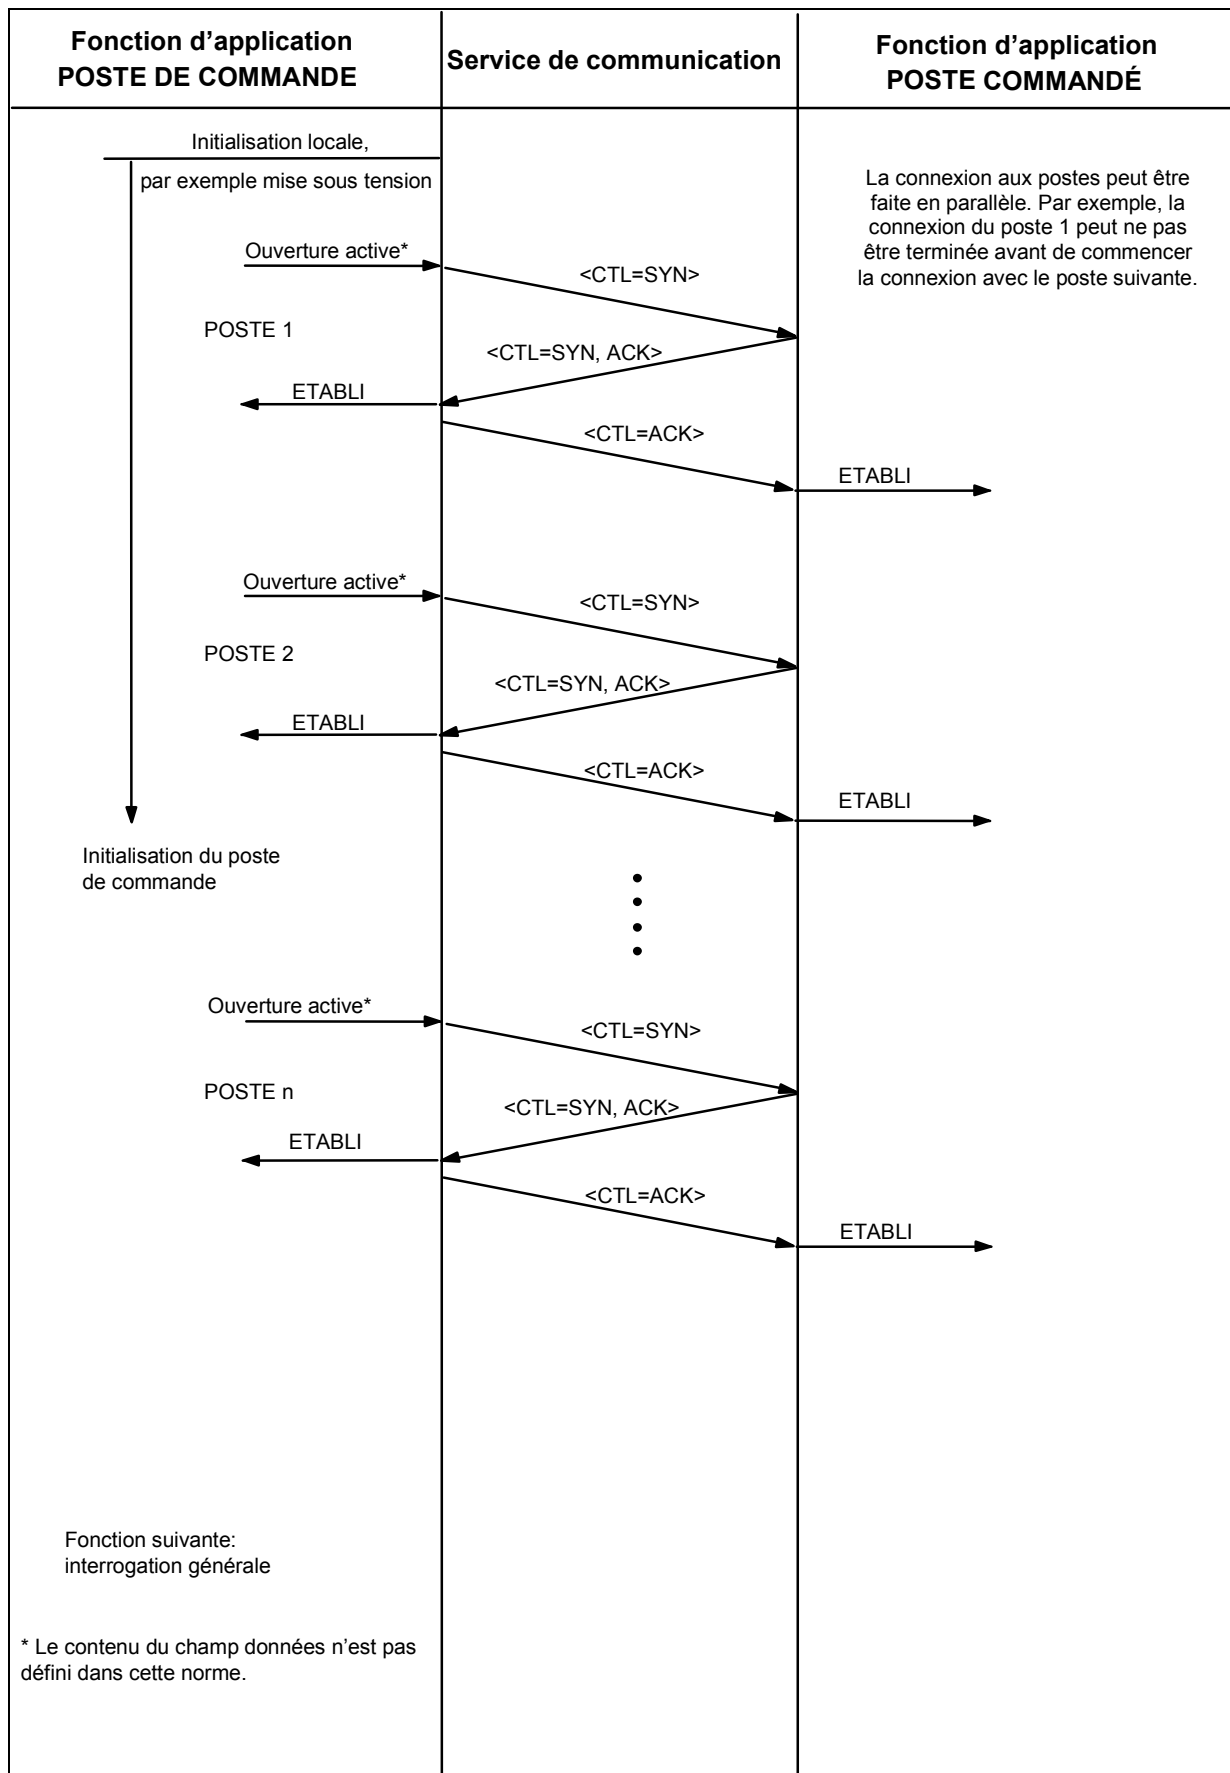 Fonction d’application
POSTE DE COMMANDE
Service de communication
Fonction d’application
POSTE COMMANDÉ
Initialisation locale,
par exemple mise sous tension
La connexion aux postes peut être
faite en parallèle. Par exemple, la
connexion du poste 1 peut ne pas
être terminée avant de commencer
la connexion avec le poste suivante.
Ouverture active*
<CTL=SYN>
POSTE 1
<CTL=SYN, ACK>
ETABLI
<CTL=ACK>
ETABLI
Ouverture active*
<CTL=SYN>
POSTE 2
<CTL=SYN, ACK>
ETABLI
<CTL=ACK>
ETABLI
Initialisation du poste
de commande
Ouverture active*
<CTL=SYN>
POSTE n
<CTL=SYN, ACK>
ETABLI
<CTL=ACK>
ETABLI
Fonction suivante:
interrogation générale
* Le contenu du champ données n’est pas
défini dans cette norme.